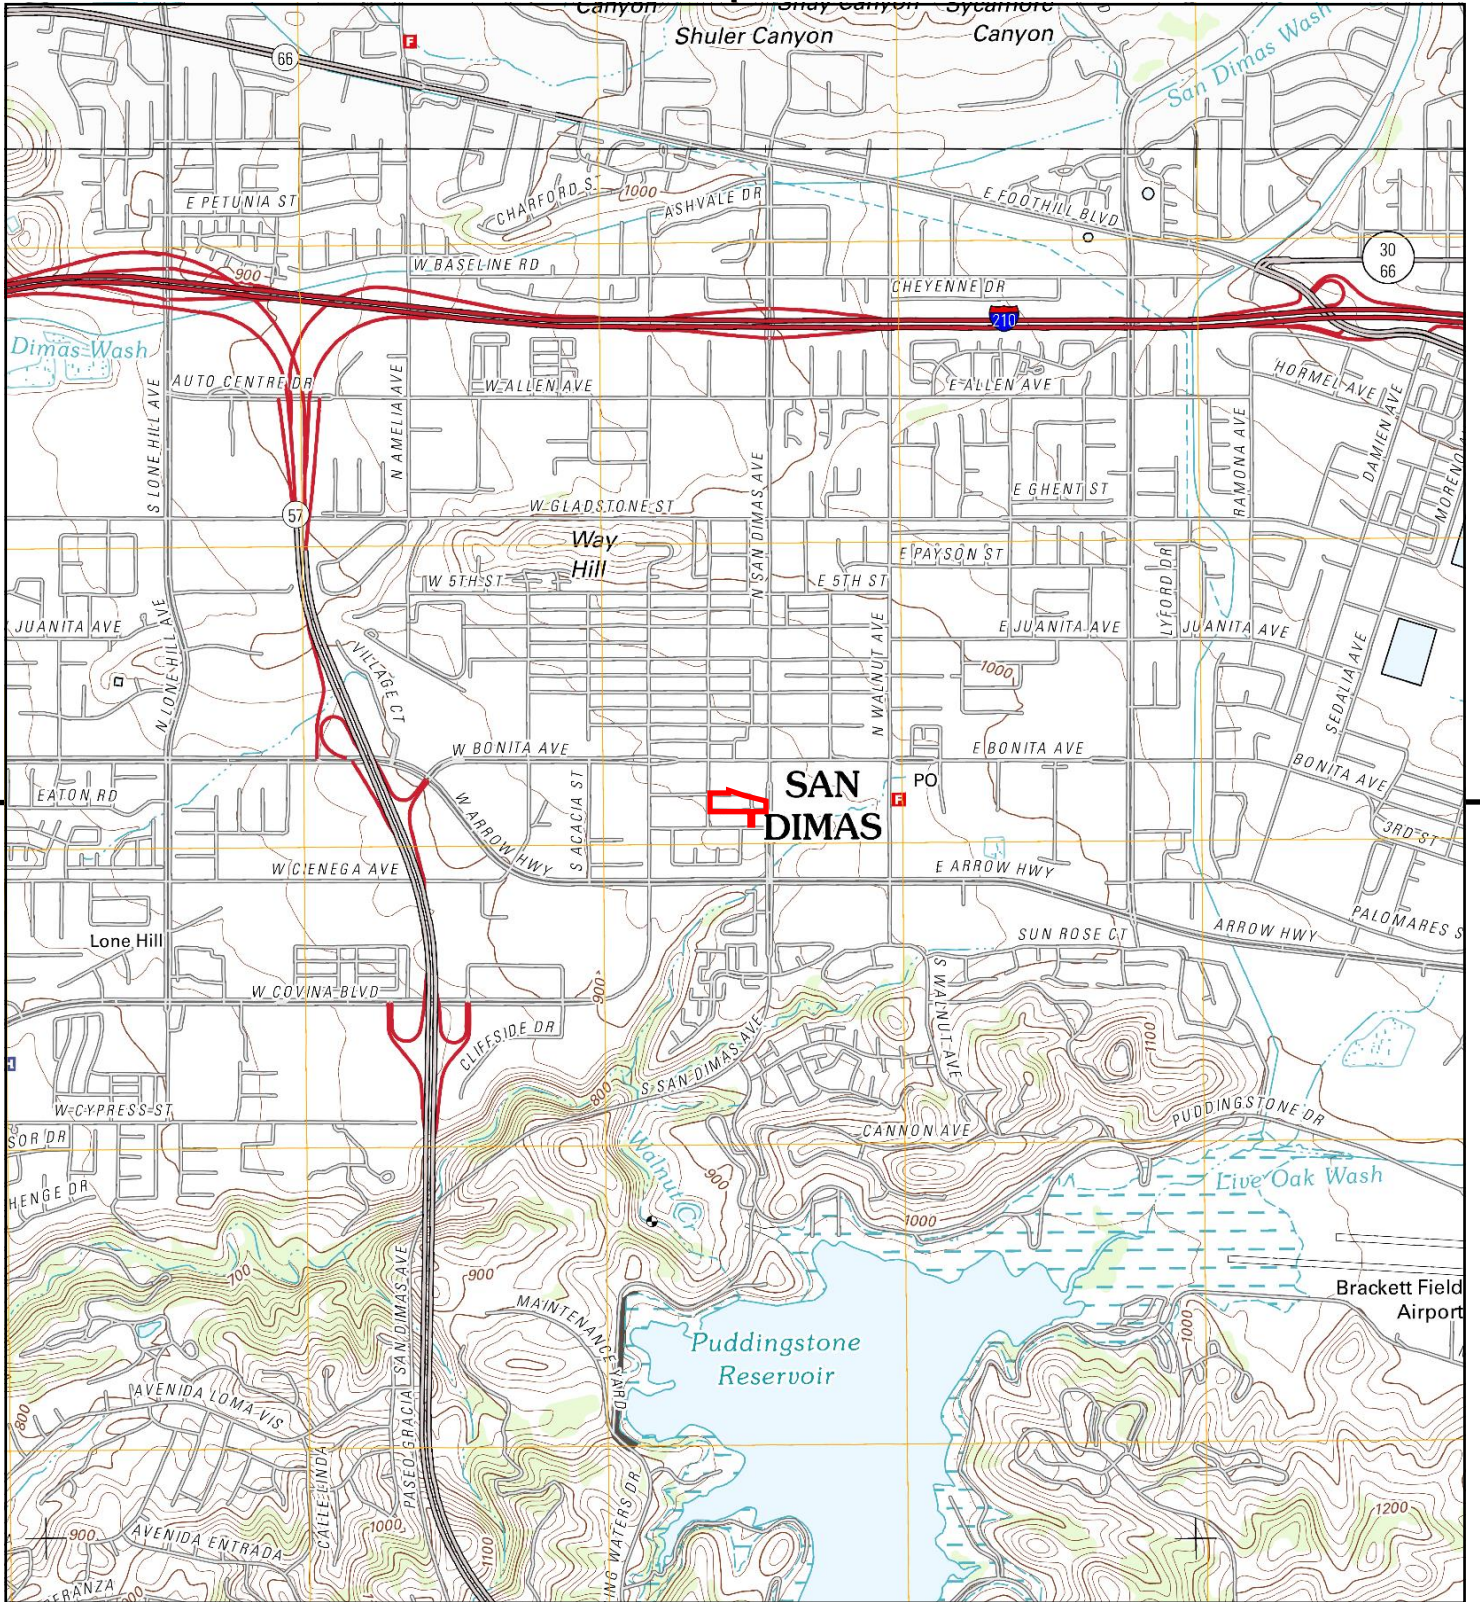 Canyon
Shay Canyon
Sycamore
Shuler Canyon
Canyon
San Dimas Wash
66
F
E PETUNIA ST
CHARFORD S
1000
ASHVALE DR
E FOOTHILL BLVD
30
66
W BASELINE RD
900
CHEYENNE DR
210
Dimas Wash
AUTO CENTRE DR
W ALLEN AVE
E ALLEN AVE
HORMEL AVE
S LONE HILL AVE
N AMELIA AVE
N SAN DIMAS AVE
RAMONA AVE
DAMIEN AVE
E GHENT ST
57
W GLADSTONE ST
Way
Hill
E PAYSON ST
W 5TH ST
E 5TH ST
JUANITA AVE
N LONE HILL AVE
VILLAGE CT
N WALNUT AVE
E JUANITA AVE
LYFORD DR
JUANITA AVE
SEDALIA AVE
1000
W BONITA AVE
E BONITA AVE
BONITA AVE
EATON RD
W ARROW HWY
S ACACIA ST
SAN
DIMAS
PO
F
3RD ST
W CIENEGA AVE
E ARROW HWY
PALOMARES S
Lone Hill
SUN ROSE CT
ARROW HWY
W COVINA BLVD
900
CLIFFSIDE DR
S WALNUT AVE
1100
H
S SAN DIMAS AVE
800
W CYPRESS ST
SOR DR
Walnut Cr
CANNON AVE
PUDDINGSTONE DR
900
Live Oak Wash
HENGE DR
1000
700
900
SAN DIMAS AVE
MAINTENANCE YARD
Brackett Field
Airport
Puddingstone
Reservoir
1000
AVENIDA LOMA VIS
800
PASEO GRACIA
CALLE LINDA
ING WATERS DR
1200
900
AVENIDA ENTRADA
1000
1100
ERANZA